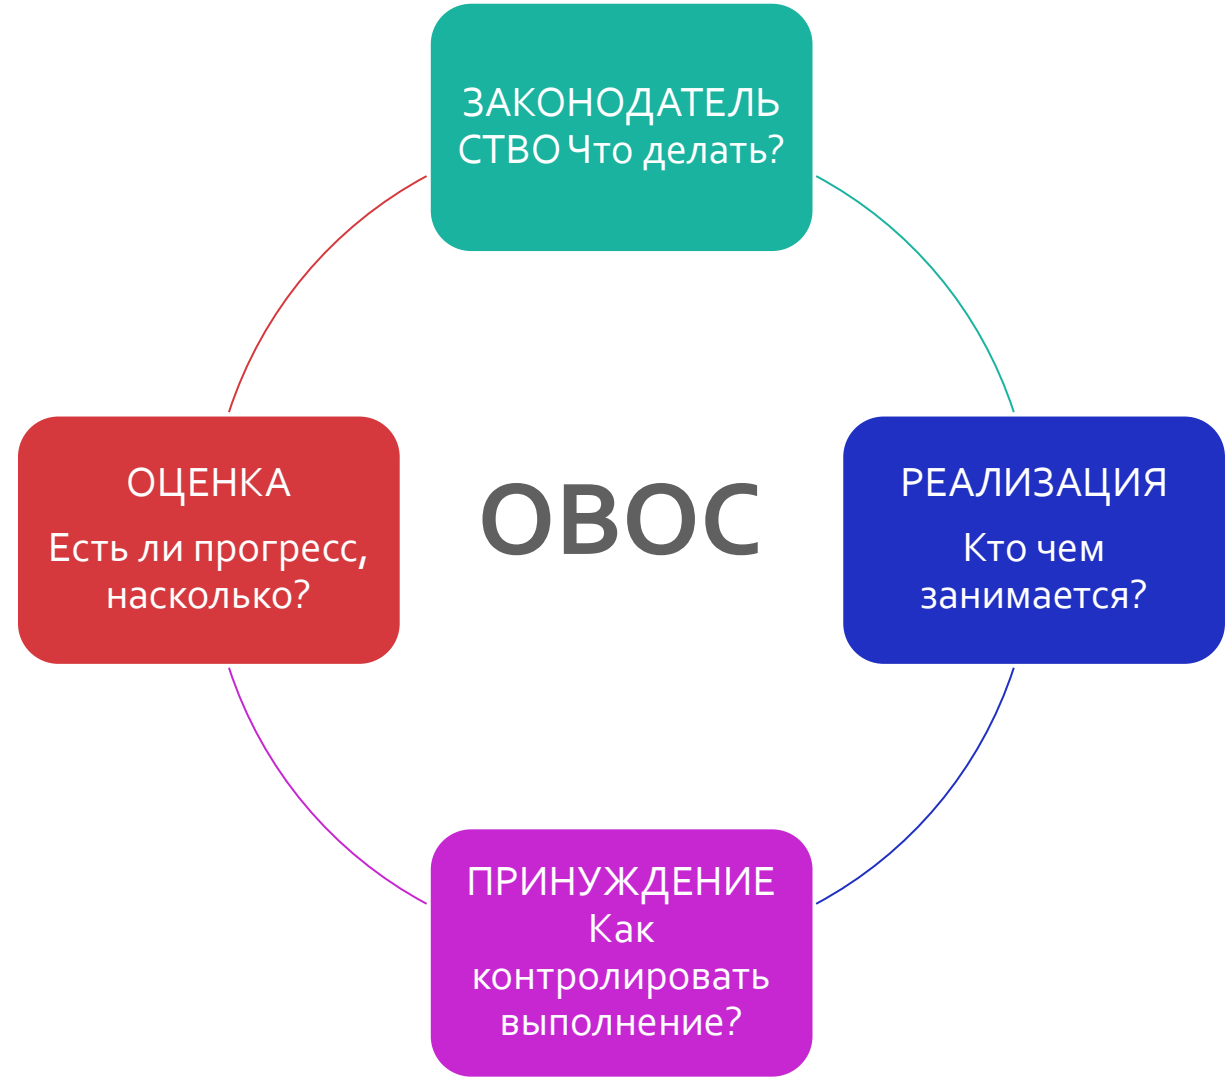 ЗАКОНОДАТЕЛЬ
СТВО Что делать?
ОЦЕНКА
Есть ли прогресс,
насколько?
ОВОС
РЕАЛИЗАЦИЯ
Кто чем
занимается?
ПРИНУЖДЕНИЕ
Как
контролировать
выполнение?